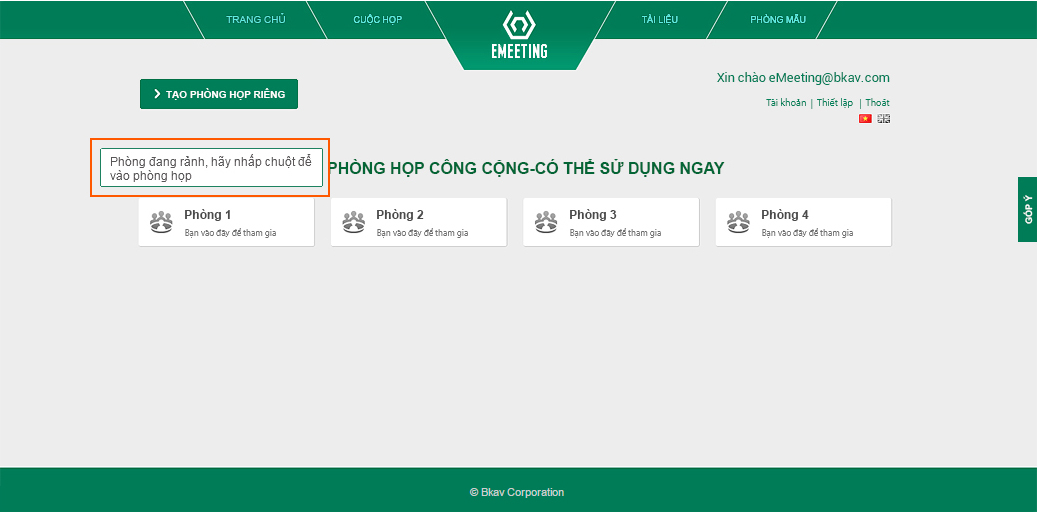 TRANG CHỦ
CUỘC HỌP
EMEETING
TÀI LIỆU
PHÒNG MẪU
Xin chào eMeeting@bkav.com
TẠO PHÒNG HỌP RIÊNG
Tài khoản | Thiết lập | Thoát
Phòng đang rảnh, hãy nhấp chuột để
vào phòng họp
PHÒNG HỌP CÔNG CỘNG-CÓ THỂ SỬ DỤNG NGAY
GÓP Ý
Phòng 1
Bạn vào đây để tham gia
Phòng 2
Bạn vào đây để tham gia
Phòng 3
Bạn vào đây để tham gia
Phòng 4
Bạn vào đây để tham gia
© Bkav Corporation